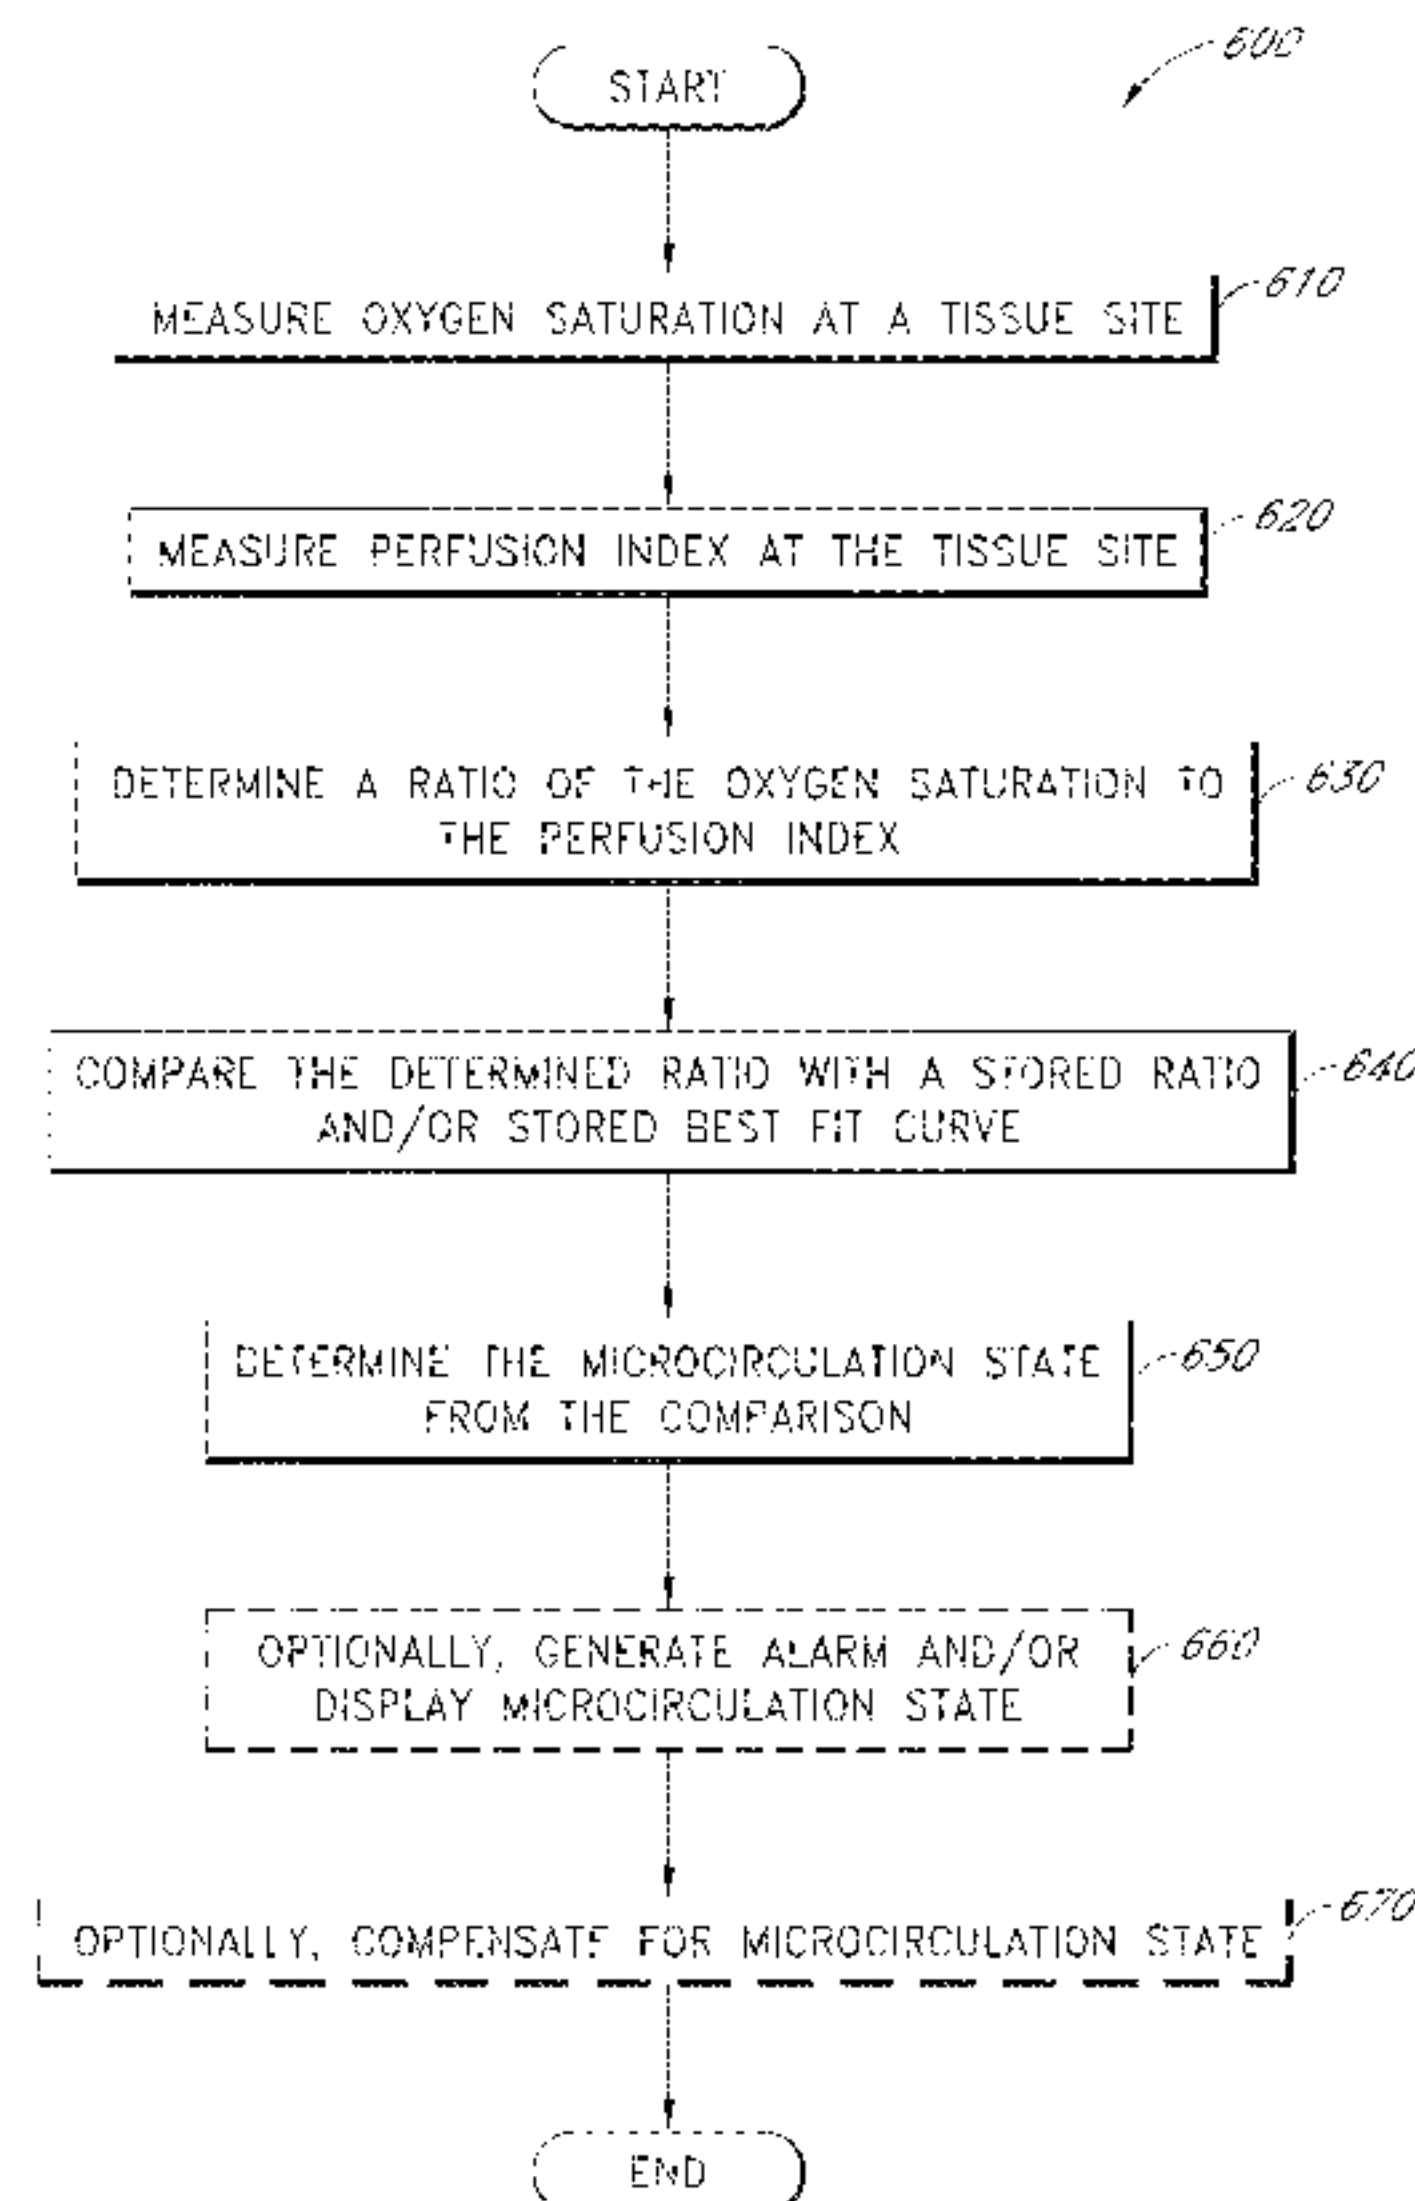 600
START
MEASURE OXYGEN SATURATION AT A TISSUE SITE
610
MEASURE PERFUSION INDEX AT THE TISSUE SITE
620
DETERMINE A RATIO OF THE OXYGEN SATURATION TO
THE PERFUSION INDEX
630
COMPARE THE DETERMINED RATIO WITH A STORED RATIO
AND/OR STORED BEST FIT CURVE
640
DETERMINE THE MICROCIRCULATION STATE
FROM THE COMPARISON
650
OPTIONALLY, GENERATE ALARM AND/OR
DISPLAY MICROCIRCULATION STATE
660
OPTIONALLY, COMPENSATE FOR MICROCIRCULATION STATE
670
END